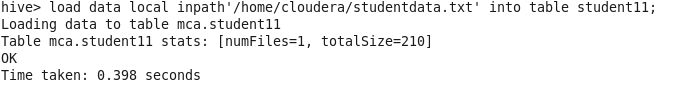 hive> load data local inpath'/home/cloudera/studentdata.txt' into table student11;
Loading data to table mca.student11
Table mca.student11 stats: [numFiles=1, totalSize=210]
OK
Time taken: 0.398 seconds